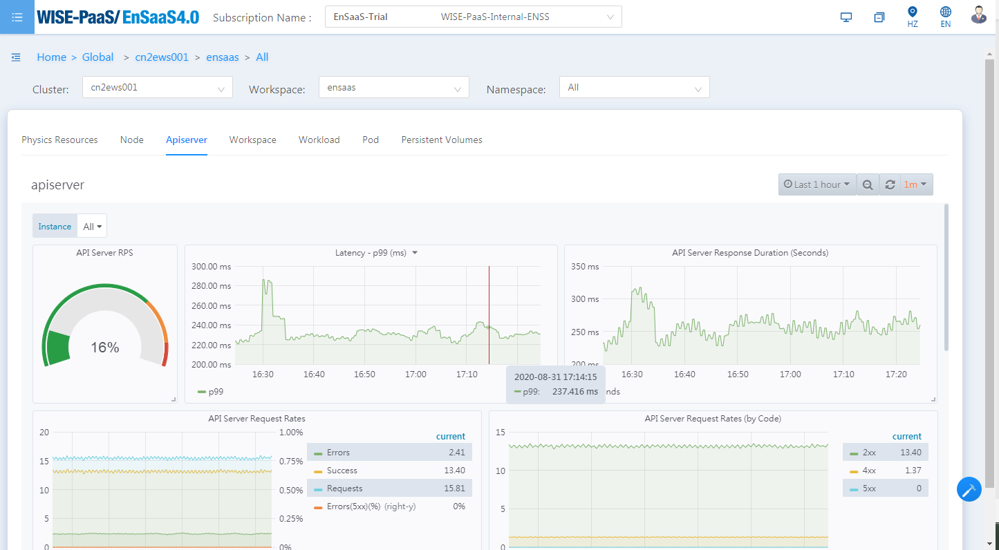 WISE-PaaS/ EnSaaS4.0 Subscription Name : EnSaaS-Trial WISE-PaaS-Internal-ENSS HZ EN
Home > Global > cn2ews001 > ensaas > All
Cluster: cn2ews001 Workspace: ensaas Namespace: All
Physics Resources Node Apiserver Workspace Workload Pod Persistent Volumes
apiserver Last 1 hour 1m
Instance All
API Server RPS
16%
Latency - p99 (ms)
300.00 ms
280.00 ms
260.00 ms
240.00 ms
220.00 ms
200.00 ms
16:30 16:40 16:50 17:00 17:10
p99
2020-08-31 17:14:15
p99: 237.416 ms
API Server Response Duration (Seconds)
350 ms
300 ms
250 ms
200 ms
16:30 16:40 16:50 17:00 17:10 17:20
nds
API Server Request Rates
20
15
10
5
0
1.00%
0.75%
0.50%
0.25%
0%
current
Errors 2.41
Success 13.40
Requests 15.81
Errors(5xx)(%) (right-y) 0%
API Server Request Rates (by Code)
15
10
5
0
current
2xx 13.40
4xx 1.37
5xx 0